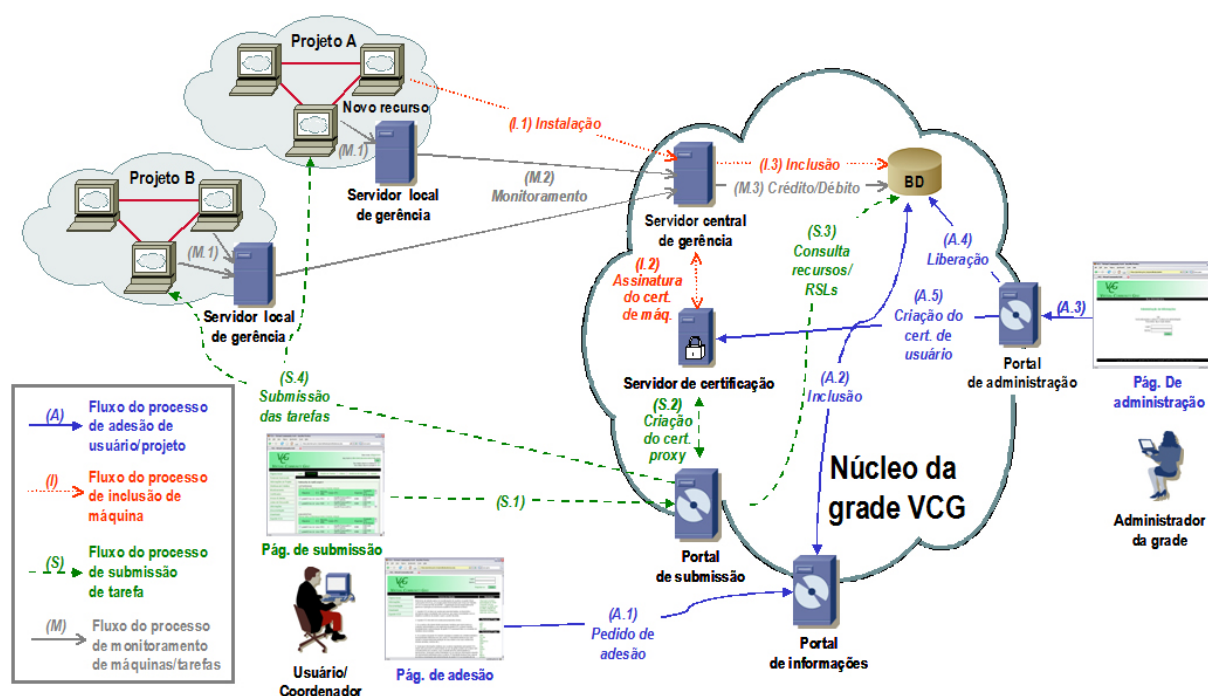 Projeto A
Novo recurso
(M.1)
Servidor local
de gerência
Projeto B
(M.1)
(M.1)
Servidor local
de gerência
(I.1) Instalação
(M.2)
Monitoramento
(I.3) Inclusão
(M.3) Crédito/Débito
BD
Servidor central
de gerência
(I.2)
Assinatura
do cert.
de máq.
(S.3)
Consulta
recursos/
RSLs
(A.4)
Liberação
(A.5)
Criação do
cert. de
usuário
(A.3)
Portal
de administração
Pág. De
administração
Servidor de certificação
(A.2)
Inclusão
(S.2)
Criação
do cert.
proxy
(S.4)
Submissão
das tarefas
(S.1)
VCG
VCG
VCG
Pág. de submissão
Portal
de submissão
Núcleo da
grade VCG
Administrador
da grade
(A.1)
Pedido de
adesão
Portal
de informações
Usuário/
Coordenador
Pág. de adesão
(A)
Fluxo do processo
de adesão de
usuário/projeto
(I)
Fluxo do processo
de inclusão de
máquina
(S)
Fluxo do processo
de submissão
de tarefa
(M)
Fluxo do processo
de monitoramento
de máquinas/tarefas